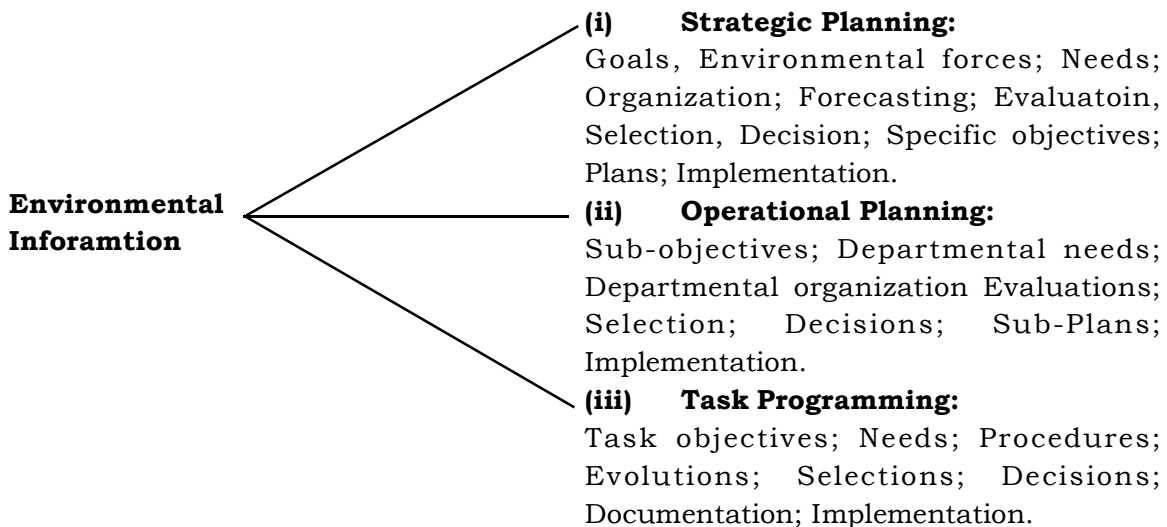 (i) Strategic Planning:
Goals, Environmental forces; Needs;
Organization; Forecasting; Evaluatoin,
Selection, Decision; Specific objectives;
Plans; Implementation.
Environmental
Inforamtion
(ii) Operational Planning:
Sub-objectives; Departmental needs;
Departmental organization Evaluations;
Selection; Decisions; Sub-Plans;
Implementation.
(iii) Task Programming:
Task objectives; Needs; Procedures;
Evolutions; Selections; Decisions;
Documentation; Implementation.